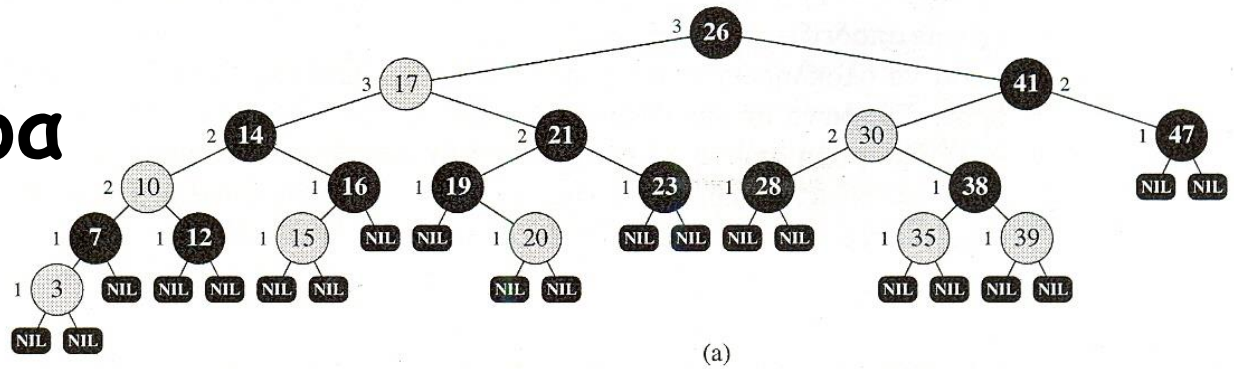 3 26
3 17 41 2
ρα
2 14 2 21 2 30 1 47
2 10 1 16 1 19 1 23 1 28 1 38 NIL NIL
1 7 1 12 1 15 NIL NIL 1 20 NIL NIL NIL NIL 1 35 1 39
1 3 NIL NIL NIL NIL NIL NIL NIL NIL NIL NIL NIL
NIL NIL
(a)